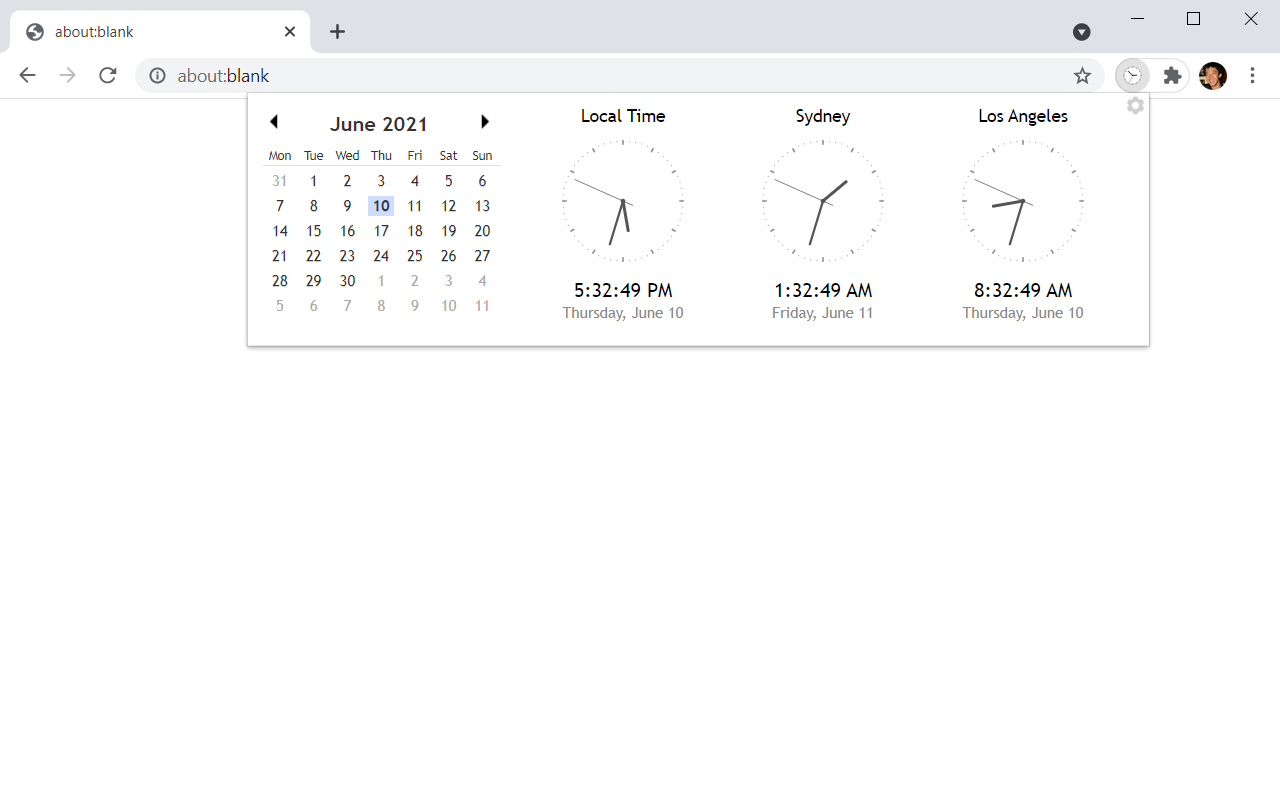 about:blank
about:blank
June 2021
Mon Tue Wed Thu Fri Sat Sun
31 1 2 3 4 5 6
7 8 9 10 11 12 13
14 15 16 17 18 19 20
21 22 23 24 25 26 27
28 29 30 1 2 3 4
5 6 7 8 9 10 11
Local Time
5:32:49 PM
Thursday, June 10
Sydney
1:32:49 AM
Friday, June 11
Los Angeles
8:32:49 AM
Thursday, June 10